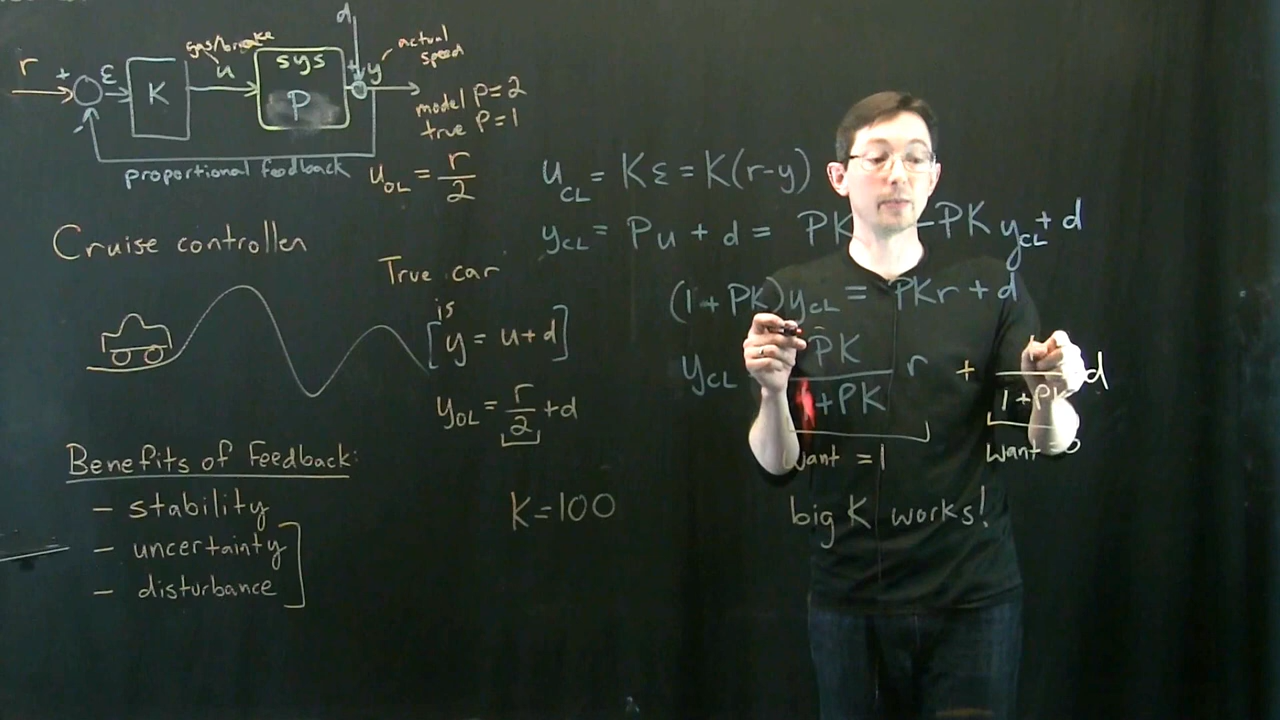 d
r + ε K gas/brake u sys P + y actual speed
-
model P=2
true P=1
proportional feedback
u_OL = r/2
Cruise controller
True car
is
[y = u+d]
y_OL = r/2 + d
Benefits of Feedback:
- stability
- uncertainty
- disturbance
K=100
u_CL = Kε = K(r-y)
y_CL = Pu + d = PK - PK y_CL + d
(1 + PK) y_CL = PKr + d
y_CL PK/1+PK r + /1+PK d
want =1 want
big K works!